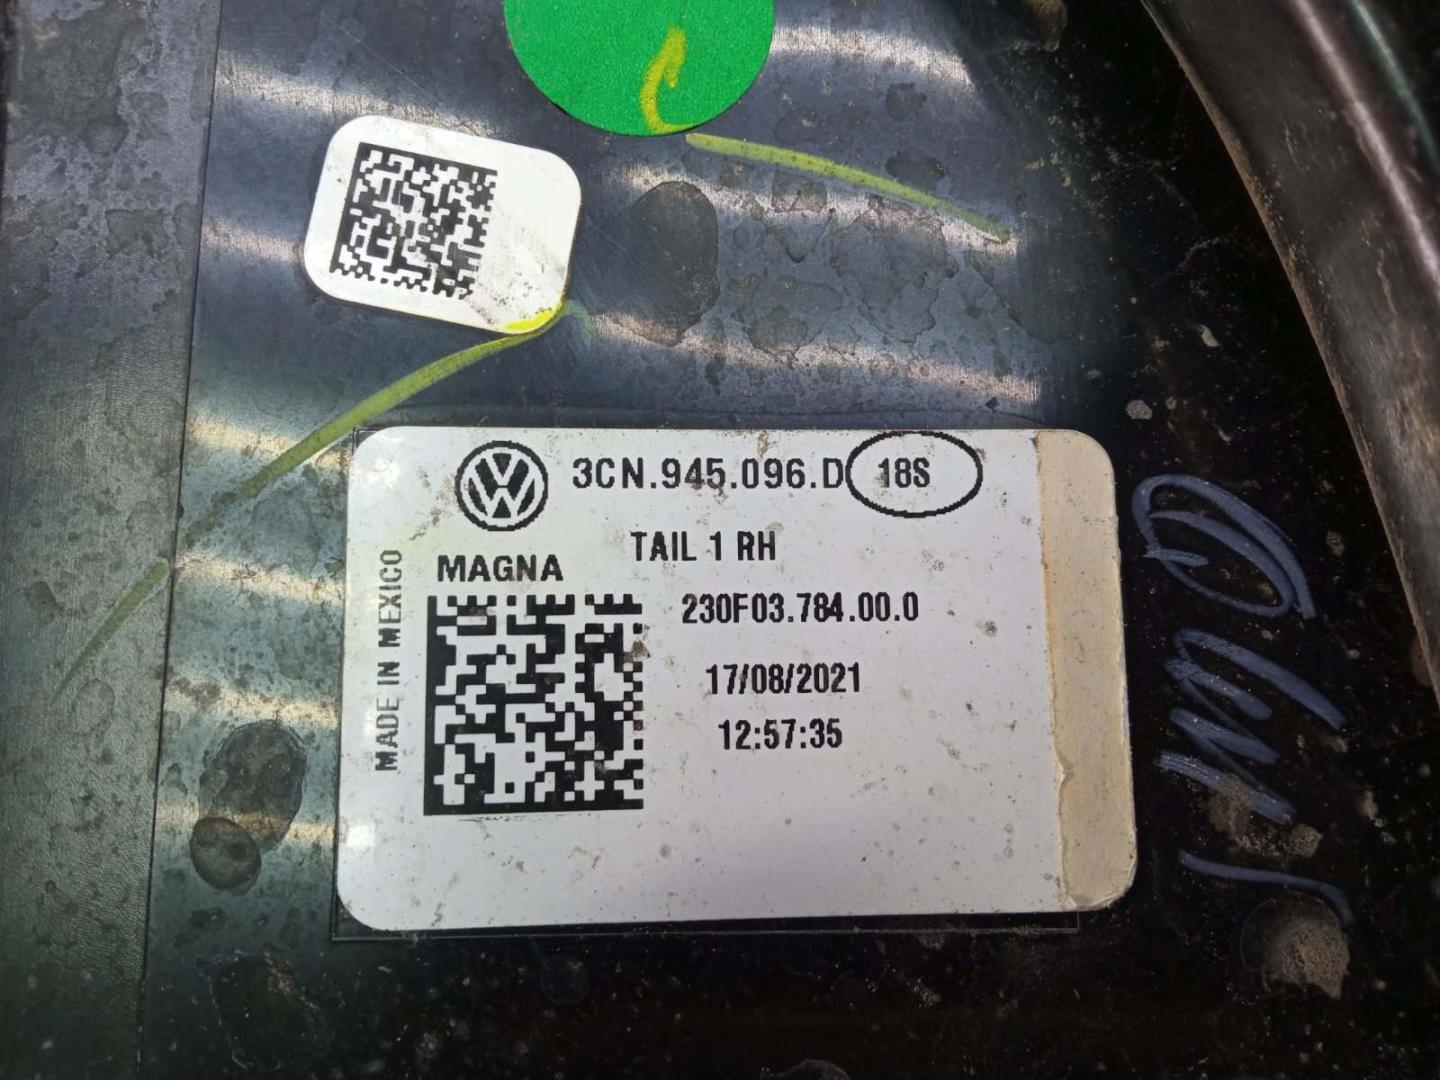 3CN.945.096.D 18S
TAIL 1 RH
MAGNA
230F03.784.00.0
17/08/2021
12:57:35
MADE IN MEXICO